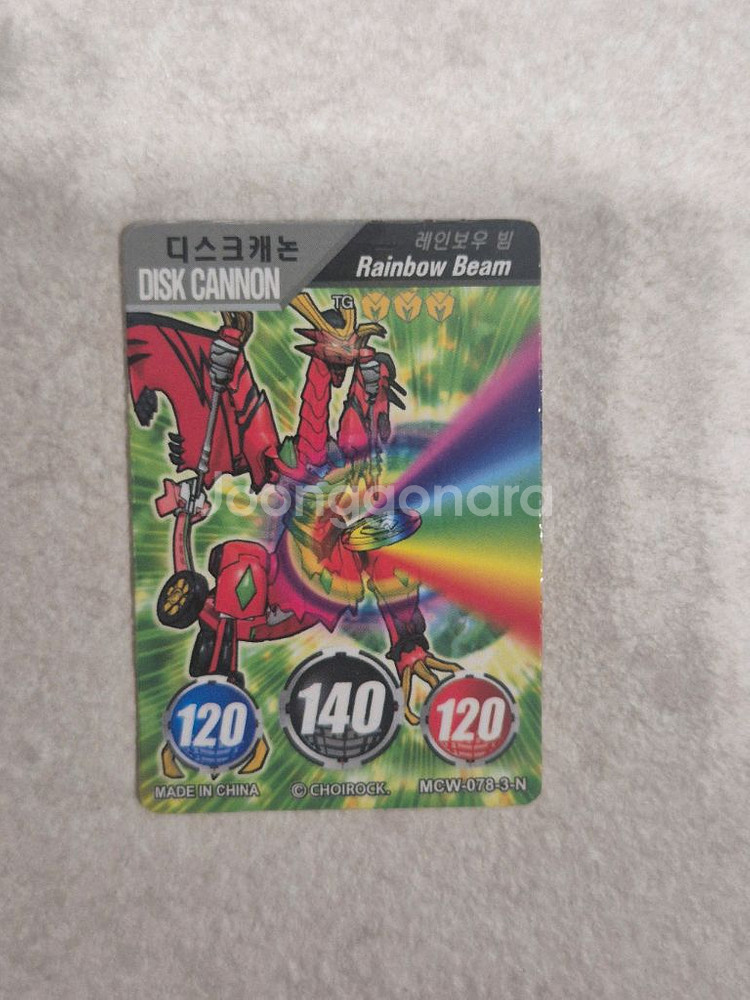 디스크캐논
DISK CANNON
레인보우 빔
Rainbow Beam
TG
Joonggonara
120
140
120
MADE IN CHINA
© CHOIROCK.
MCW-078-3-N